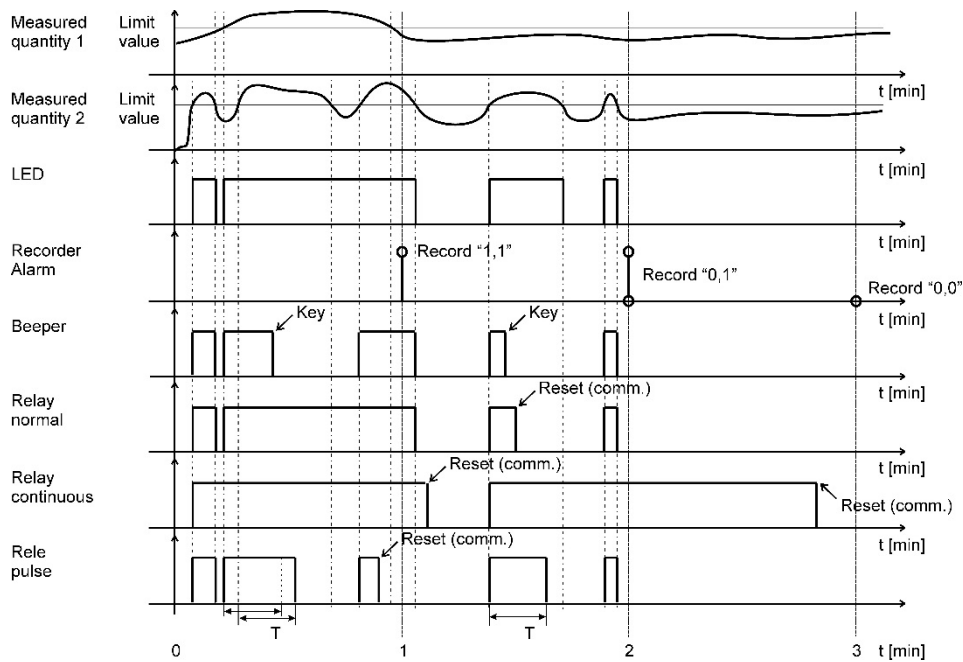 Measured
quantity 1
Limit
value
t [min]
Measured
quantity 2
Limit
value
t [min]
LED
t [min]
Recorder
Alarm
Record "1,1"
Record "0,1"
Record "0,0"
t [min]
Beeper
Key
Key
t [min]
Relay
normal
Reset (comm.)
t [min]
Relay
continuous
Reset (comm.)
Reset (comm.)
t [min]
Rele
pulse
Reset (comm.)
T
T
0 1 2 3 t [min]